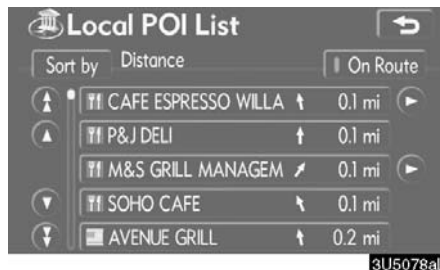 Local POI List
Sort by Distance On Route
CAFE ESPRESSO WILLA 0.1 mi
P&J DELI 0.1 mi
M&S GRILL MANAGEM 0.1 mi
SOHO CAFE 0.1 mi
AVENUE GRILL 0.2 mi
3U5078aI